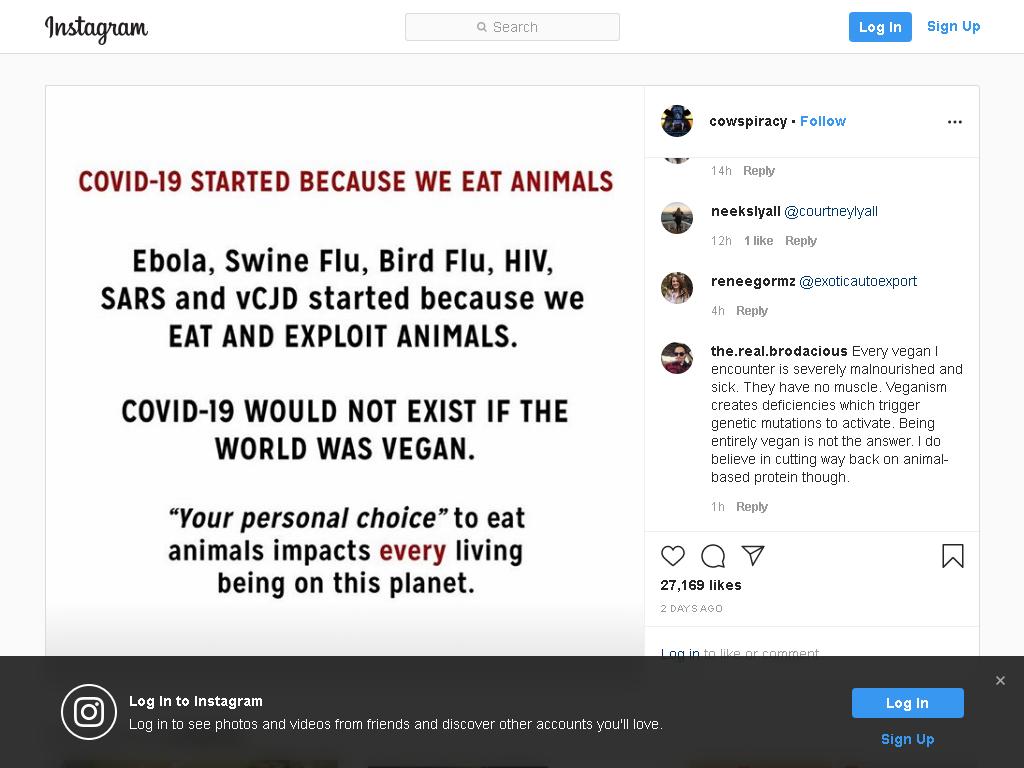 Instagram
Search
Log In
Sign Up
COVID-19 STARTED BECAUSE WE EAT ANIMALS
Ebola, Swine Flu, Bird Flu, HIV,
SARS and vCJD started because we
EAT AND EXPLOIT ANIMALS.
COVID-19 WOULD NOT EXIST IF THE
WORLD WAS VEGAN.
“Your personal choice” to eat
animals impacts every living
being on this planet.
cowspiracy • Follow
14h Reply
neekslyall @courtneylyall
12h 1 like Reply
reneegormz @exoticautoexport
4h Reply
the.real.brodacious Every vegan I
encounter is severely malnourished and
sick. They have no muscle. Veganism
creates deficiencies which trigger
genetic mutations to activate. Being
entirely vegan is not the answer. I do
believe in cutting way back on animal-
based protein though.
1h Reply
27,169 likes
2 DAYS AGO
Log in to like or comment.
Log In to Instagram
Log in to see photos and videos from friends and discover other accounts you'll love.
Log In
Sign Up